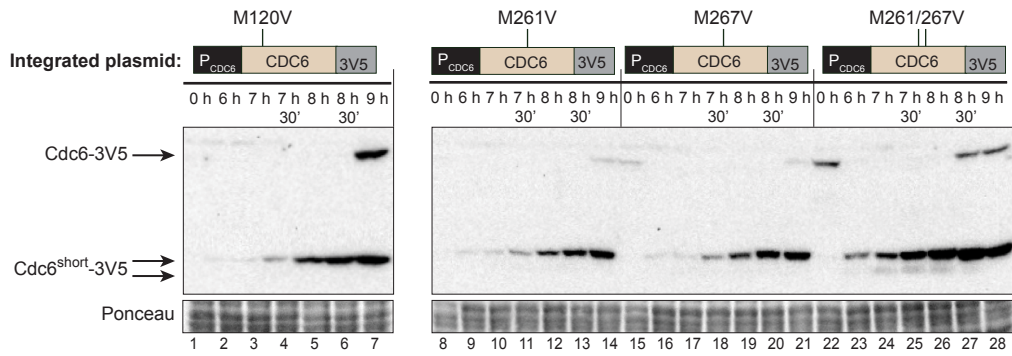 M120V M261V M267V M261/267V
Integrated plasmid: PCDC6 CDC6 3V5 PCDC6 CDC6 3V5 PCDC6 CDC6 3V5 PCDC6 CDC6 3V5
0 h 6 h 7 h 7 h 8 h 8 h 9 h 0 h 6 h 7 h 7 h 8 h 8 h 9 h 0 h 6 h 7 h 7 h 8 h 8 h 9 h 0 h 6 h 7 h 7 h 8 h 8 h 9 h
30' 30' 30' 30' 30' 30' 30' 30'
Cdc6-3V5
Cdc6short-3V5
Ponceau
1 2 3 4 5 6 7 8 9 10 11 12 13 14 15 16 17 18 19 20 21 22 23 24 25 26 27 28